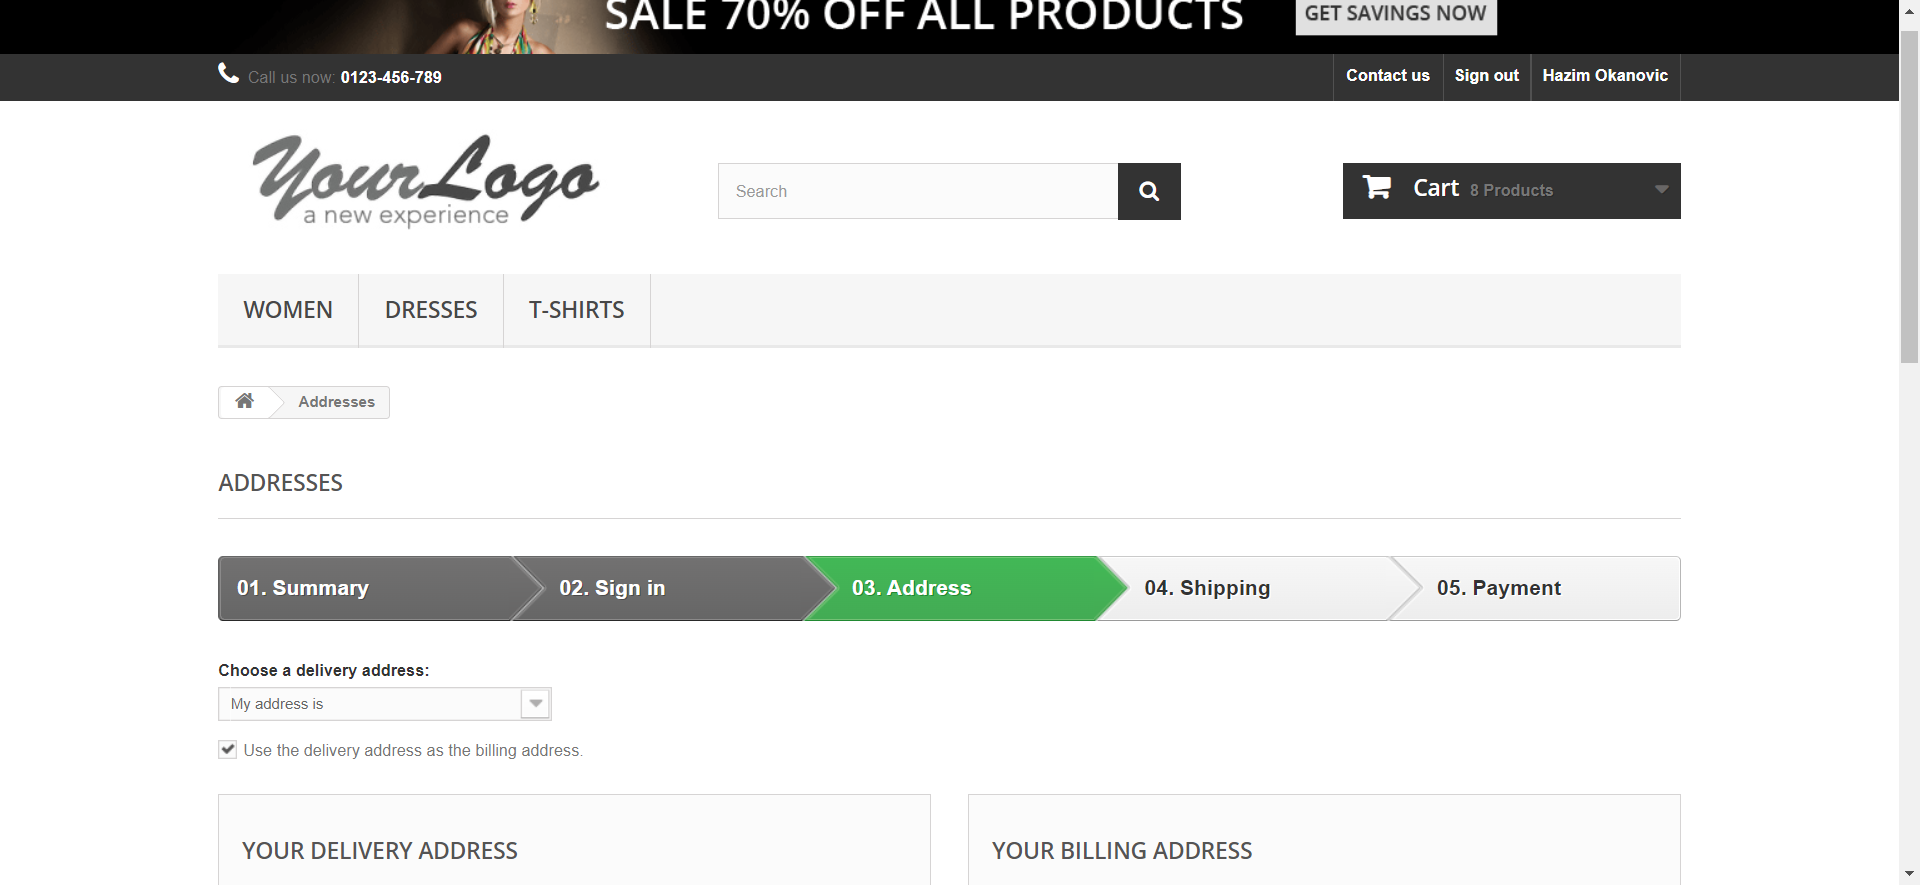 SALE 70% OFF ALL PRODUCTS GET SAVINGS NOW
Call us now: 0123-456-789 Contact us Sign out Hazim Okanovic
YourLogo
a new experience
Search
Cart 8 Products
WOMEN DRESSES T-SHIRTS
Addresses
ADDRESSES
01. Summary 02. Sign in 03. Address 04. Shipping 05. Payment
Choose a delivery address:
My address is
Use the delivery address as the billing address.
YOUR DELIVERY ADDRESS YOUR BILLING ADDRESS